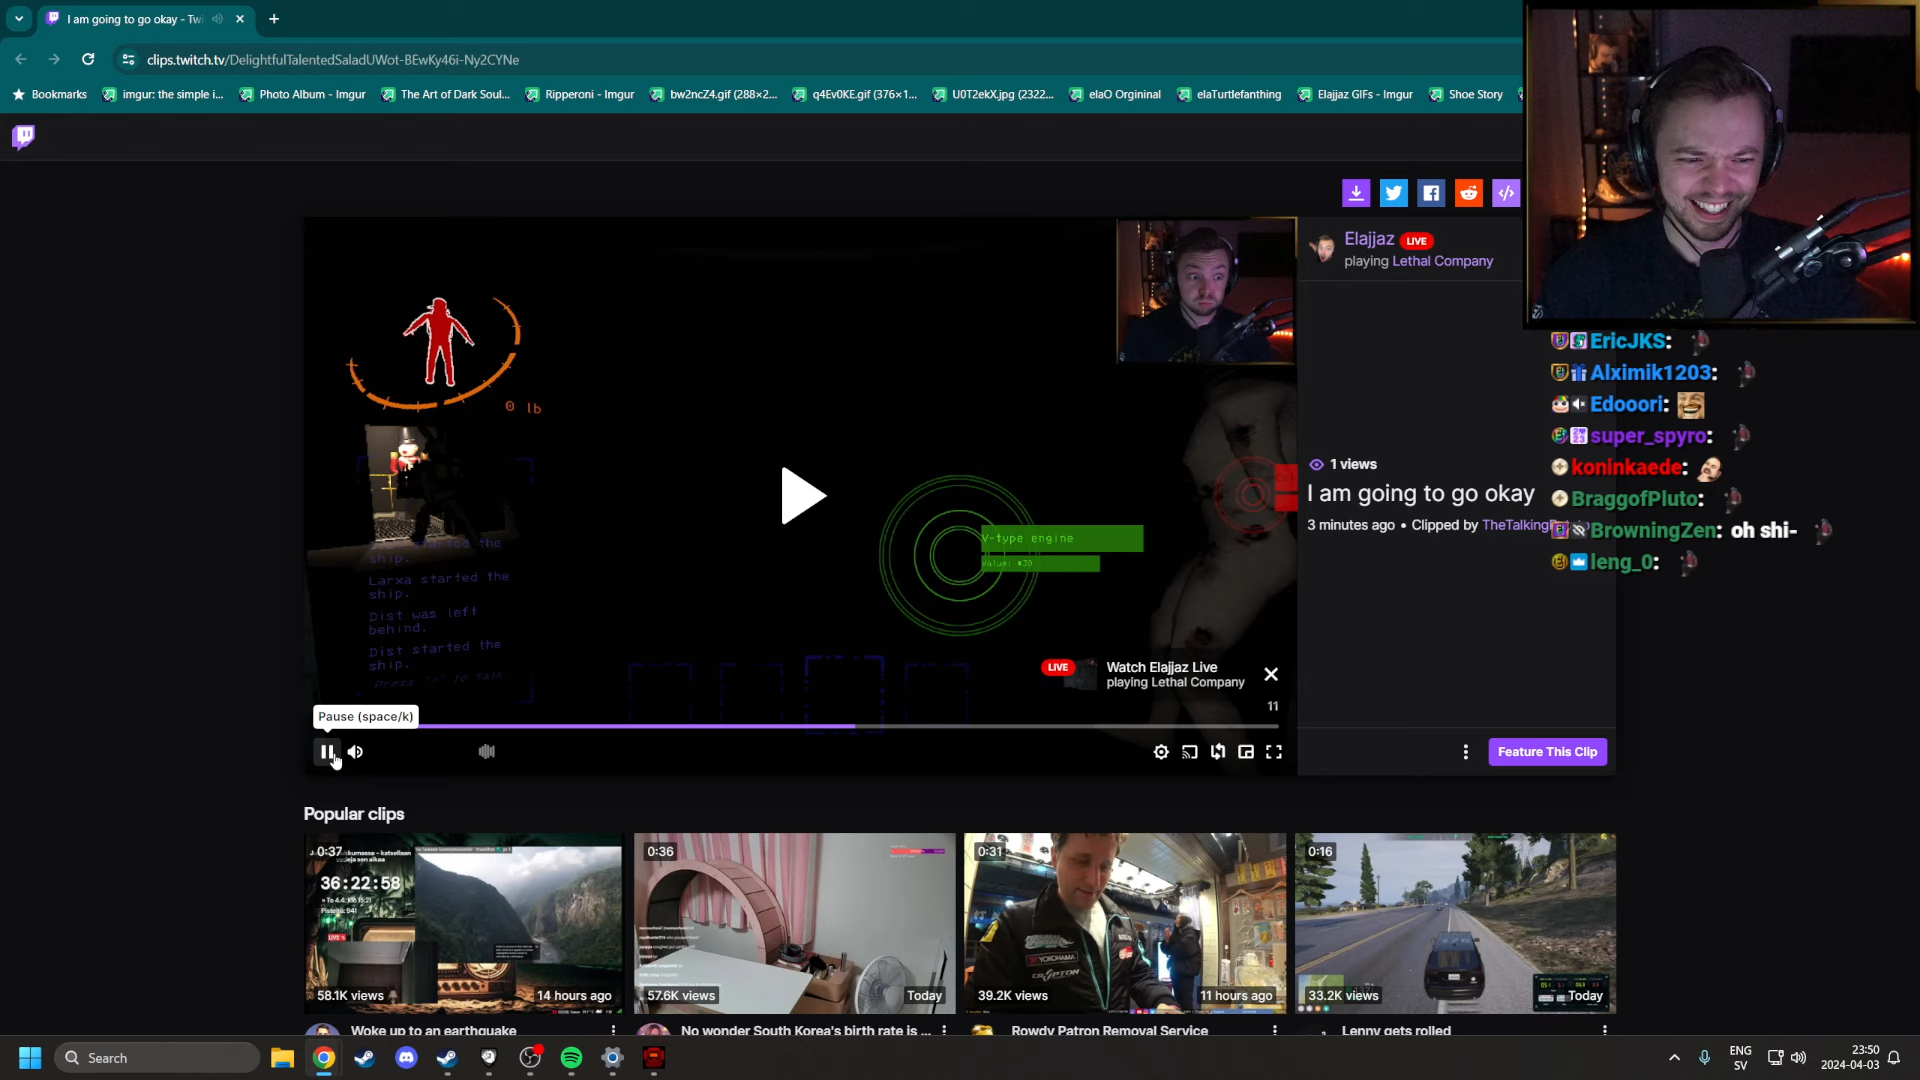 I am going to go okay - Twi
clips.twitch.tv/DelightfulTalentedSaladUWot-BEwKy46i-Ny2CYNe
Bookmarks
imgur: the simple i...
Photo Album - Imgur
The Art of Dark Soul...
Ripperoni - Imgur
bw2ncZ4.gif (288×2...
q4Ev0KE.gif (376×1...
U0T2ekX.jpg (2322...
elaO Orgininal
elaTurtlefanthing
Elajjaz GIFs - Imgur
Shoe Story
Elajjaz LIVE
playing Lethal Company
0 lb
started the
ship.
Larxa started the
ship.
Dist was left
behind.
Dist started the
ship.
V-type engine
LIVE
Watch Elajjaz Live
playing Lethal Company
11
Pause (space/k)
1 views
I am going to go okay
3 minutes ago • Clipped by TheTalking
Feature This Clip
EricJKS:
Alximik1203:
Edooori:
super_spyro:
koninkaede:
BraggofPluto:
BrowningZen: oh shi-
leng_0:
Popular clips
0:37
36:22:58
58.1K views
14 hours ago
0:36
57.6K views
Today
0:31
YOKOHAMA
39.2K views
11 hours ago
0:16
33.2K views
Today
Woke up to an earthquake
No wonder South Korea's birth rate is ...
Rowdy Patron Removal Service
Lenny gets rolled
Search
ENG
SV
23:50
2024-04-03